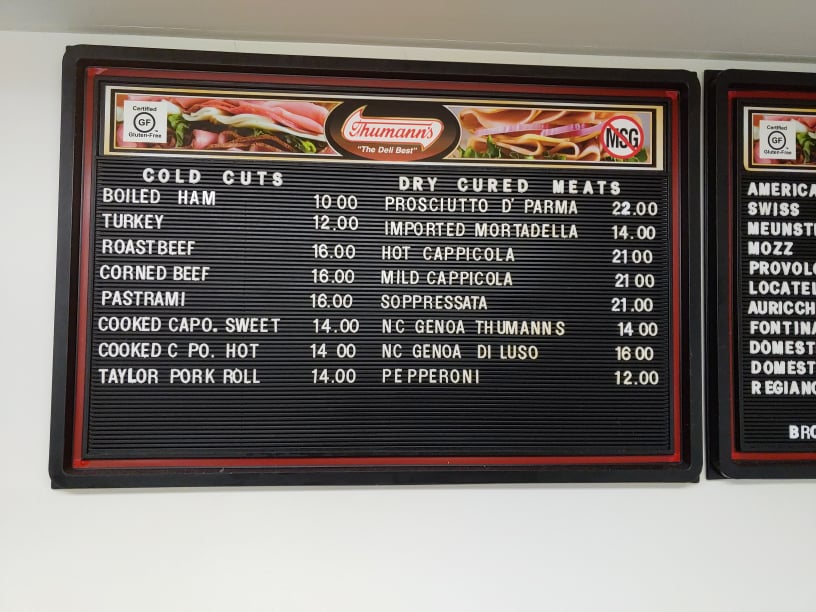 Certified
GF
Gluten-Free
Thumann's
"The Deli Best"
MSG
COLD CUTS
BOILED HAM 10 00
TURKEY 12.00
ROAST BEEF 16.00
CORNED BEEF 16.00
PASTRAMI 16.00
COOKED CAPO. SWEET 14.00
COOKED C PO. HOT 14 00
TAYLOR PORK ROLL 14.00
DRY CURED MEATS
PROSCIUTTO D' PARMA 22.00
IMPORTED MORTADELLA 14.00
HOT CAPPICOLA 21 00
MILD CAPPICOLA 21 00
SOPPRESSATA 21.00
NC GENOA THUMANNS 14 00
NC GENOA DI LUSO 16 00
PEPPERONI 12.00
Certified
GF
Gluten-Free
AMERICA
SWISS
MEUNST
MOZZ
PROVOLO
LOCATEL
AURICCH
FONTINA
DOMEST
DOMEST
REGIANO
BRO